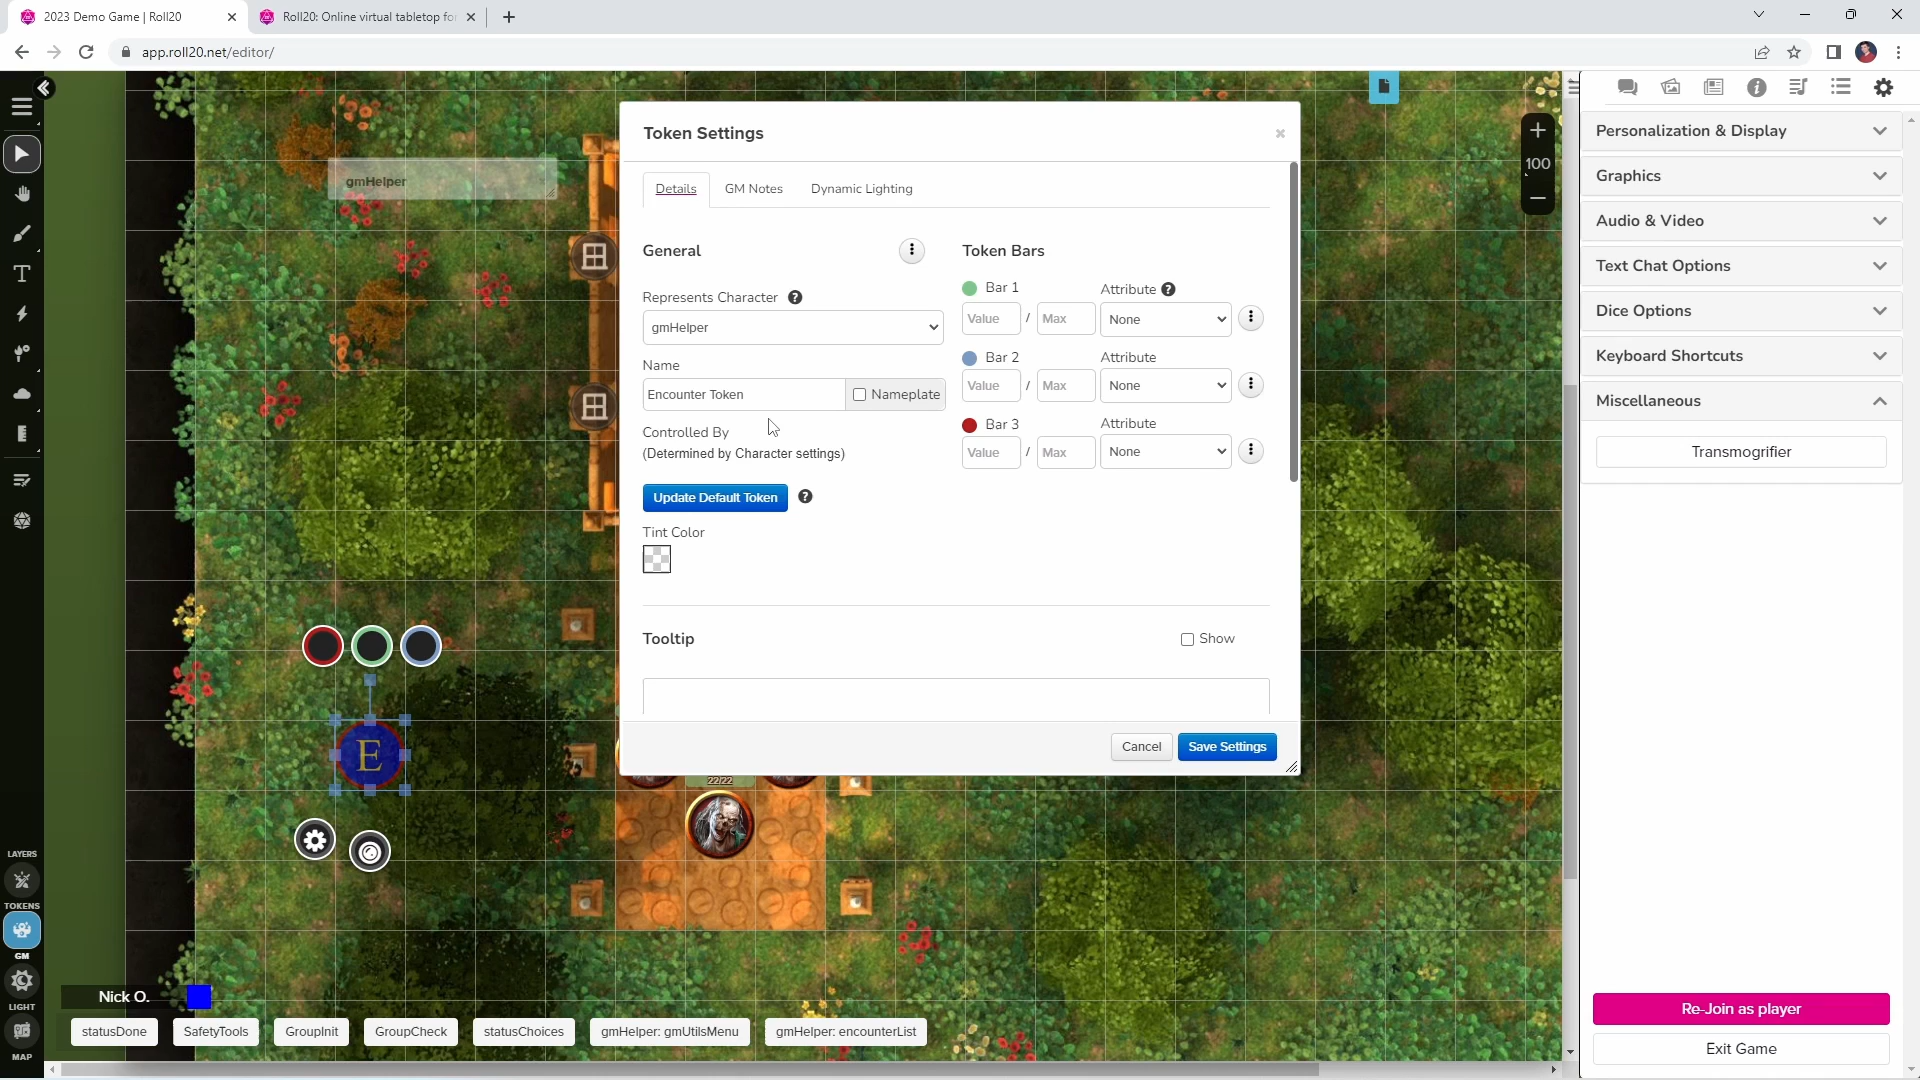 2023 Demo Game | Roll20
Roll20: Online virtual tabletop fo
app.roll20.net/editor/
gmHelper
Token Settings
Details
GM Notes
Dynamic Lighting
General
Token Bars
Represents Character
gmHelper
Name
Encounter Token
Nameplate
Controlled By
(Determined by Character settings)
Update Default Token
Tint Color
Bar 1
Attribute
Value / Max
None
Bar 2
Attribute
Value / Max
None
Bar 3
Attribute
Value / Max
None
Tooltip
Show
Cancel
Save Settings
22/22
E
100
Personalization & Display
Graphics
Audio & Video
Text Chat Options
Dice Options
Keyboard Shortcuts
Miscellaneous
Transmogrifier
Re-Join as player
Exit Game
LAYERS
TOKENS
GM
LIGHT
MAP
Nick O.
statusDone
SafetyTools
GroupInit
GroupCheck
statusChoices
gmHelper: gmUtilsMenu
gmHelper: encounterList